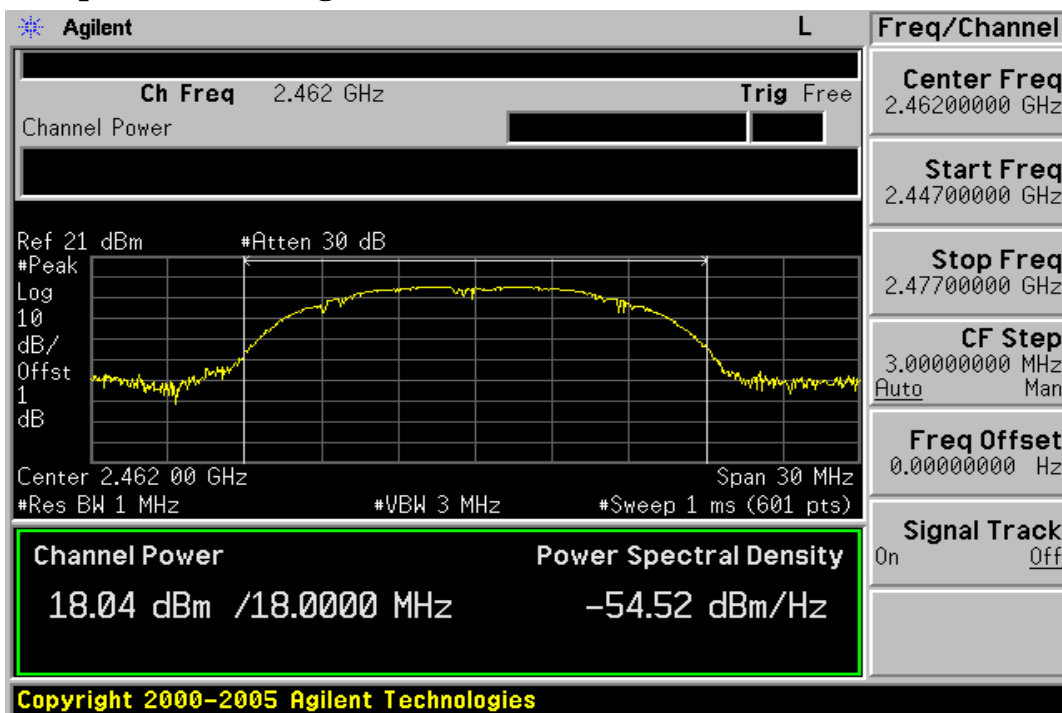 Agilent L
Ch Freq 2.462 GHz Trig Free
Channel Power
Ref 21 dBm #Atten 30 dB
#Peak
Log
10
dB/
Offst
1
dB
Center 2.462 00 GHz Span 30 MHz
#Res BW 1 MHz #VBW 3 MHz #Sweep 1 ms (601 pts)
Channel Power Power Spectral Density
18.04 dBm /18.0000 MHz -54.52 dBm/Hz
Copyright 2000-2005 Agilent Technologies
Freq/Channel
Center Freq
2.46200000 GHz
Start Freq
2.44700000 GHz
Stop Freq
2.47700000 GHz
CF Step
3.00000000 MHz
Auto Man
Freq Offset
0.00000000 Hz
Signal Track
On Off